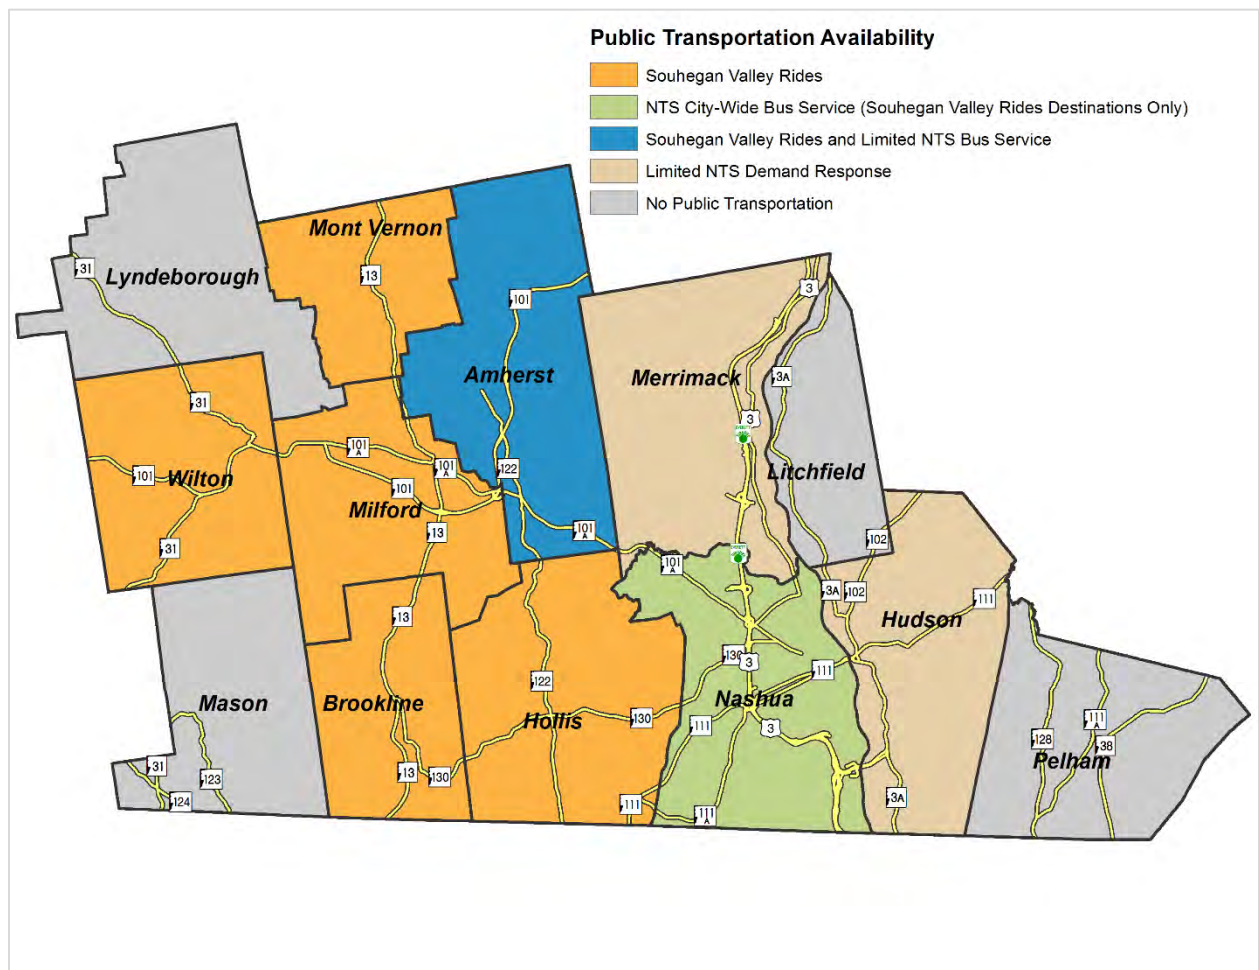 Public Transportation Availability
Souhegan Valley Rides
NTS City-Wide Bus Service (Souhegan Valley Rides Destinations Only)
Souhegan Valley Rides and Limited NTS Bus Service
Limited NTS Demand Response
No Public Transportation
Mont Vernon
31
Lyndeborough
13
3
101
Amherst
Merrimack
3A
31
3
101 A
101 A
Litchfield
101
Wilton
122
101
Milford
13
101 A
102
31
101 A
3A
102
111
13
Hudson
130
3
111
122
Mason
Brookline
Nashua
Hollis
130
111
3
111 A
128
38
Pelham
31
123
13
130
124
111
111 A
3A